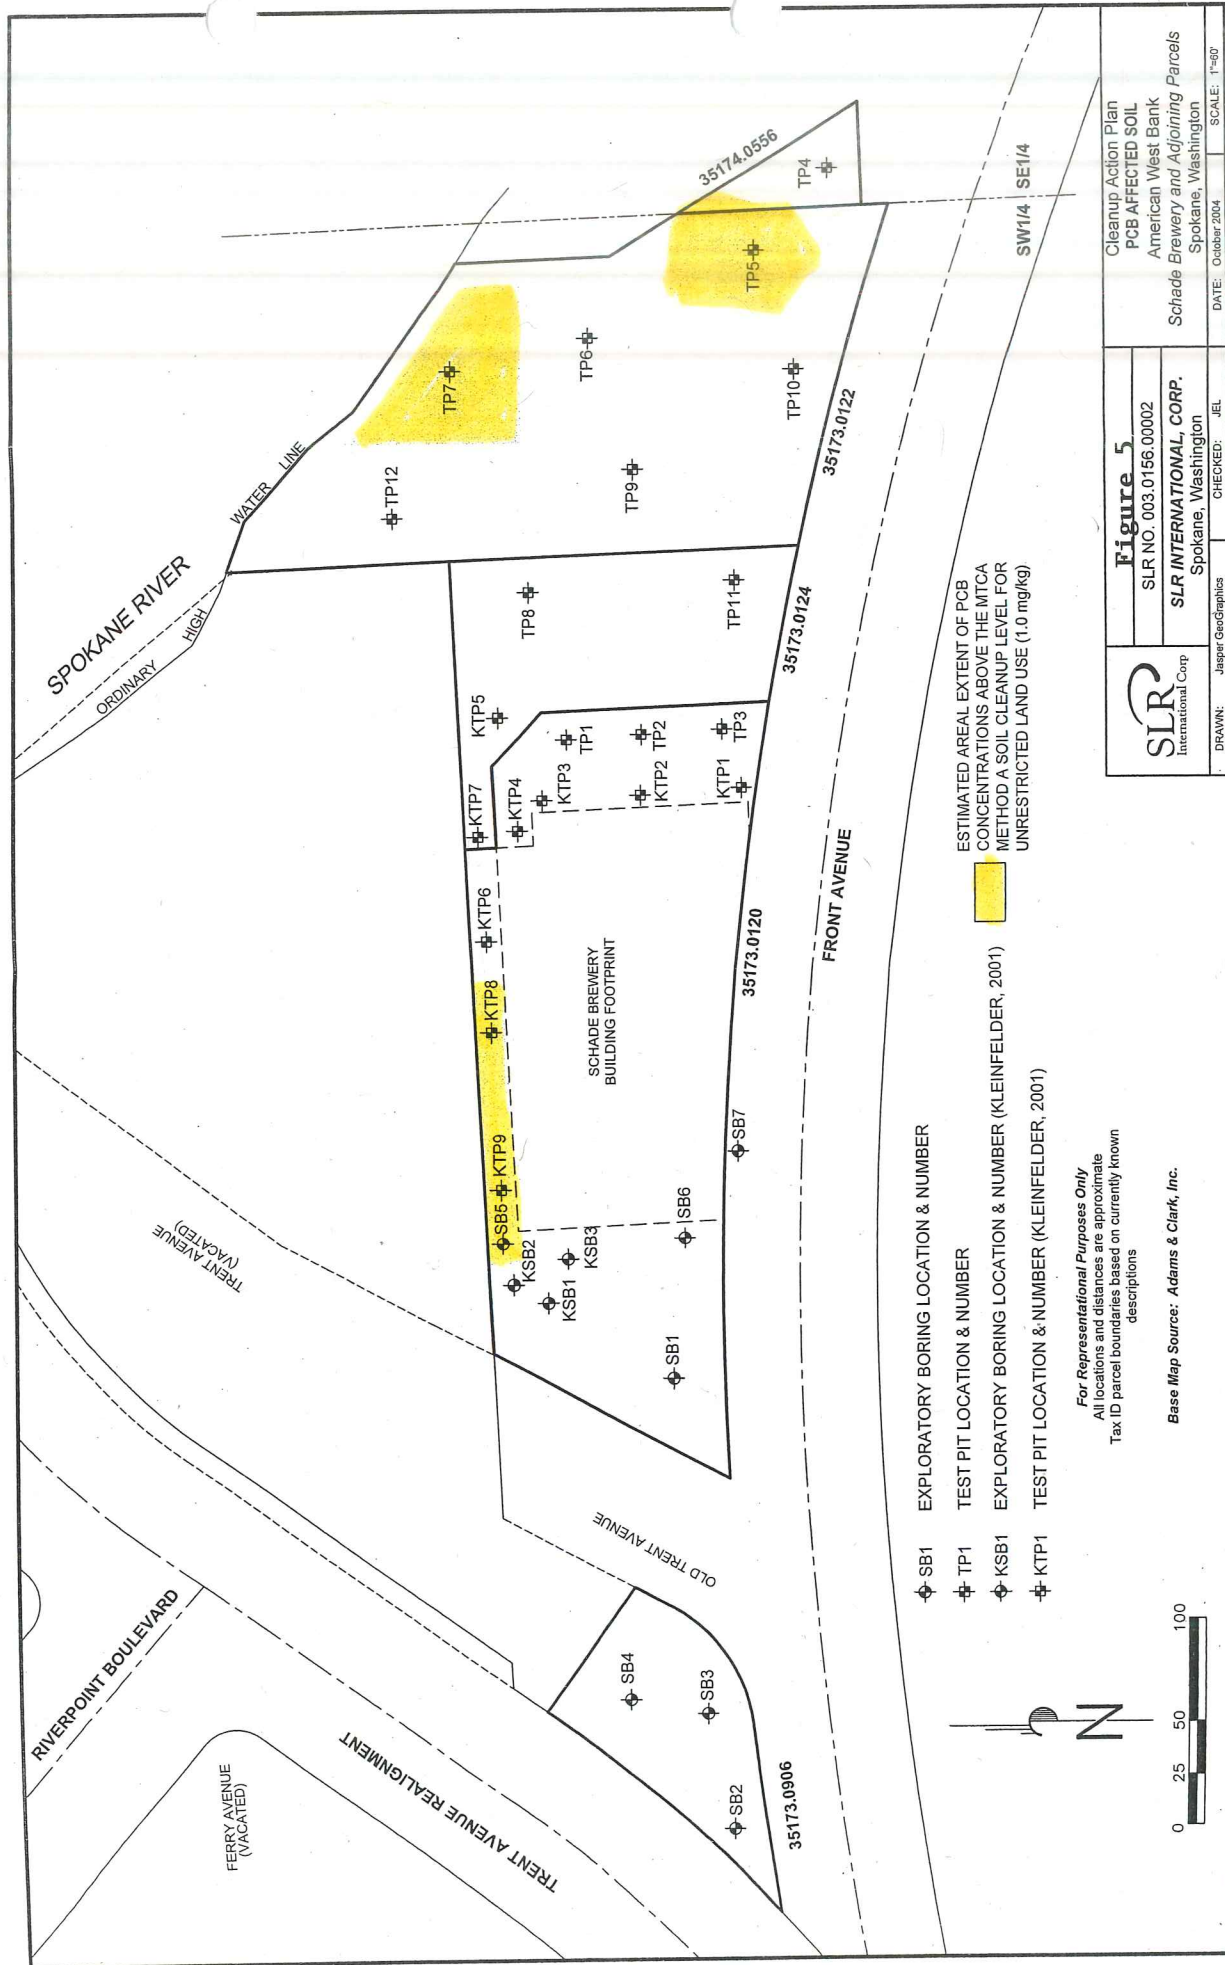 RIVERPOINT BOULEVARD
FERRY AVENUE
(VACATED)
TRENT AVENUE REALIGNMENT
TRENT AVENUE
(VACATED)
OLD TRENT AVENUE
SPOKANE RIVER
ORDINARY
HIGH
WATER
LINE
35173.0906
SB2
SB3
SB4
SB1
KSB1
KSB2
KSB3
SB5
KTP9
KTP8
KTP6
KTP7
KTP4
KTP5
KTP3
TP1
KTP2
TP2
KTP1
TP3
SB6
SB7
SCHADE BREWERY
BUILDING FOOTPRINT
35173.0120
FRONT AVENUE
TP8
TP11
35173.0124
TP12
TP9
TP7
TP6
TP10
35173.0122
TP5
TP4
35174.0556
SW1/4
SE1/4
SB1 EXPLORATORY BORING LOCATION & NUMBER
TP1 TEST PIT LOCATION & NUMBER
KSB1 EXPLORATORY BORING LOCATION & NUMBER (KLEINFELDER, 2001)
KTP1 TEST PIT LOCATION & NUMBER (KLEINFELDER, 2001)
ESTIMATED AREAL EXTENT OF PCB
CONCENTRATIONS ABOVE THE MTCA
METHOD A SOIL CLEANUP LEVEL FOR
UNRESTRICTED LAND USE (1.0 mg/kg)
N
0 25 50 100
For Representational Purposes Only
All locations and distances are approximate
Tax ID parcel boundaries based on currently known
descriptions
Base Map Source: Adams & Clark, Inc.
SLR
International Corp
Figure 5
SLR NO. 003.0156.00002
SLR INTERNATIONAL, CORP.
Spokane, Washington
Cleanup Action Plan
PCB AFFECTED SOIL
American West Bank
Schade Brewery and Adjoining Parcels
Spokane, Washington
DRAWN: Jasper GeoGraphics
CHECKED: JEL
DATE: October 2004
SCALE: 1"=60'